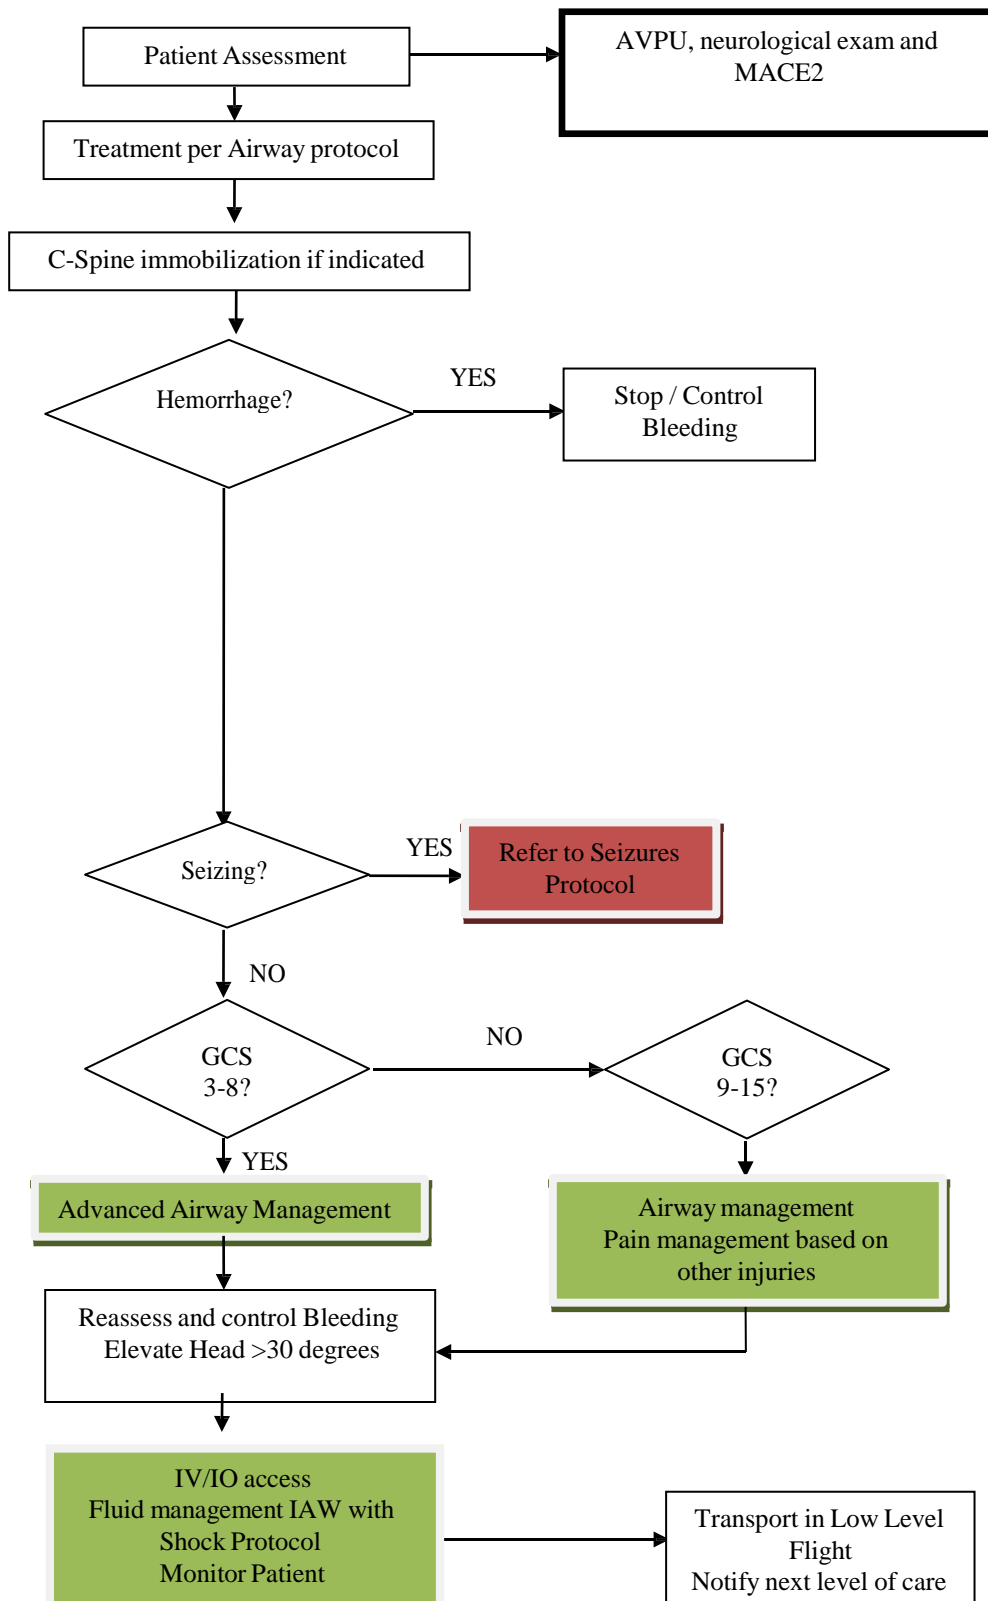 Patient Assessment
AVPU, neurological exam and
MACE2
Treatment per Airway protocol
C-Spine immobilization if indicated
Hemorrhage?
YES
Stop / Control
Bleeding
Seizing?
YES
Refer to Seizures
Protocol
NO
GCS
3-8?
NO
GCS
9-15?
YES
Advanced Airway Management
Airway management
Pain management based on
other injuries
Reassess and control Bleeding
Elevate Head >30 degrees
IV/IO access
Fluid management IAW with
Shock Protocol
Monitor Patient
Transport in Low Level
Flight
Notify next level of care